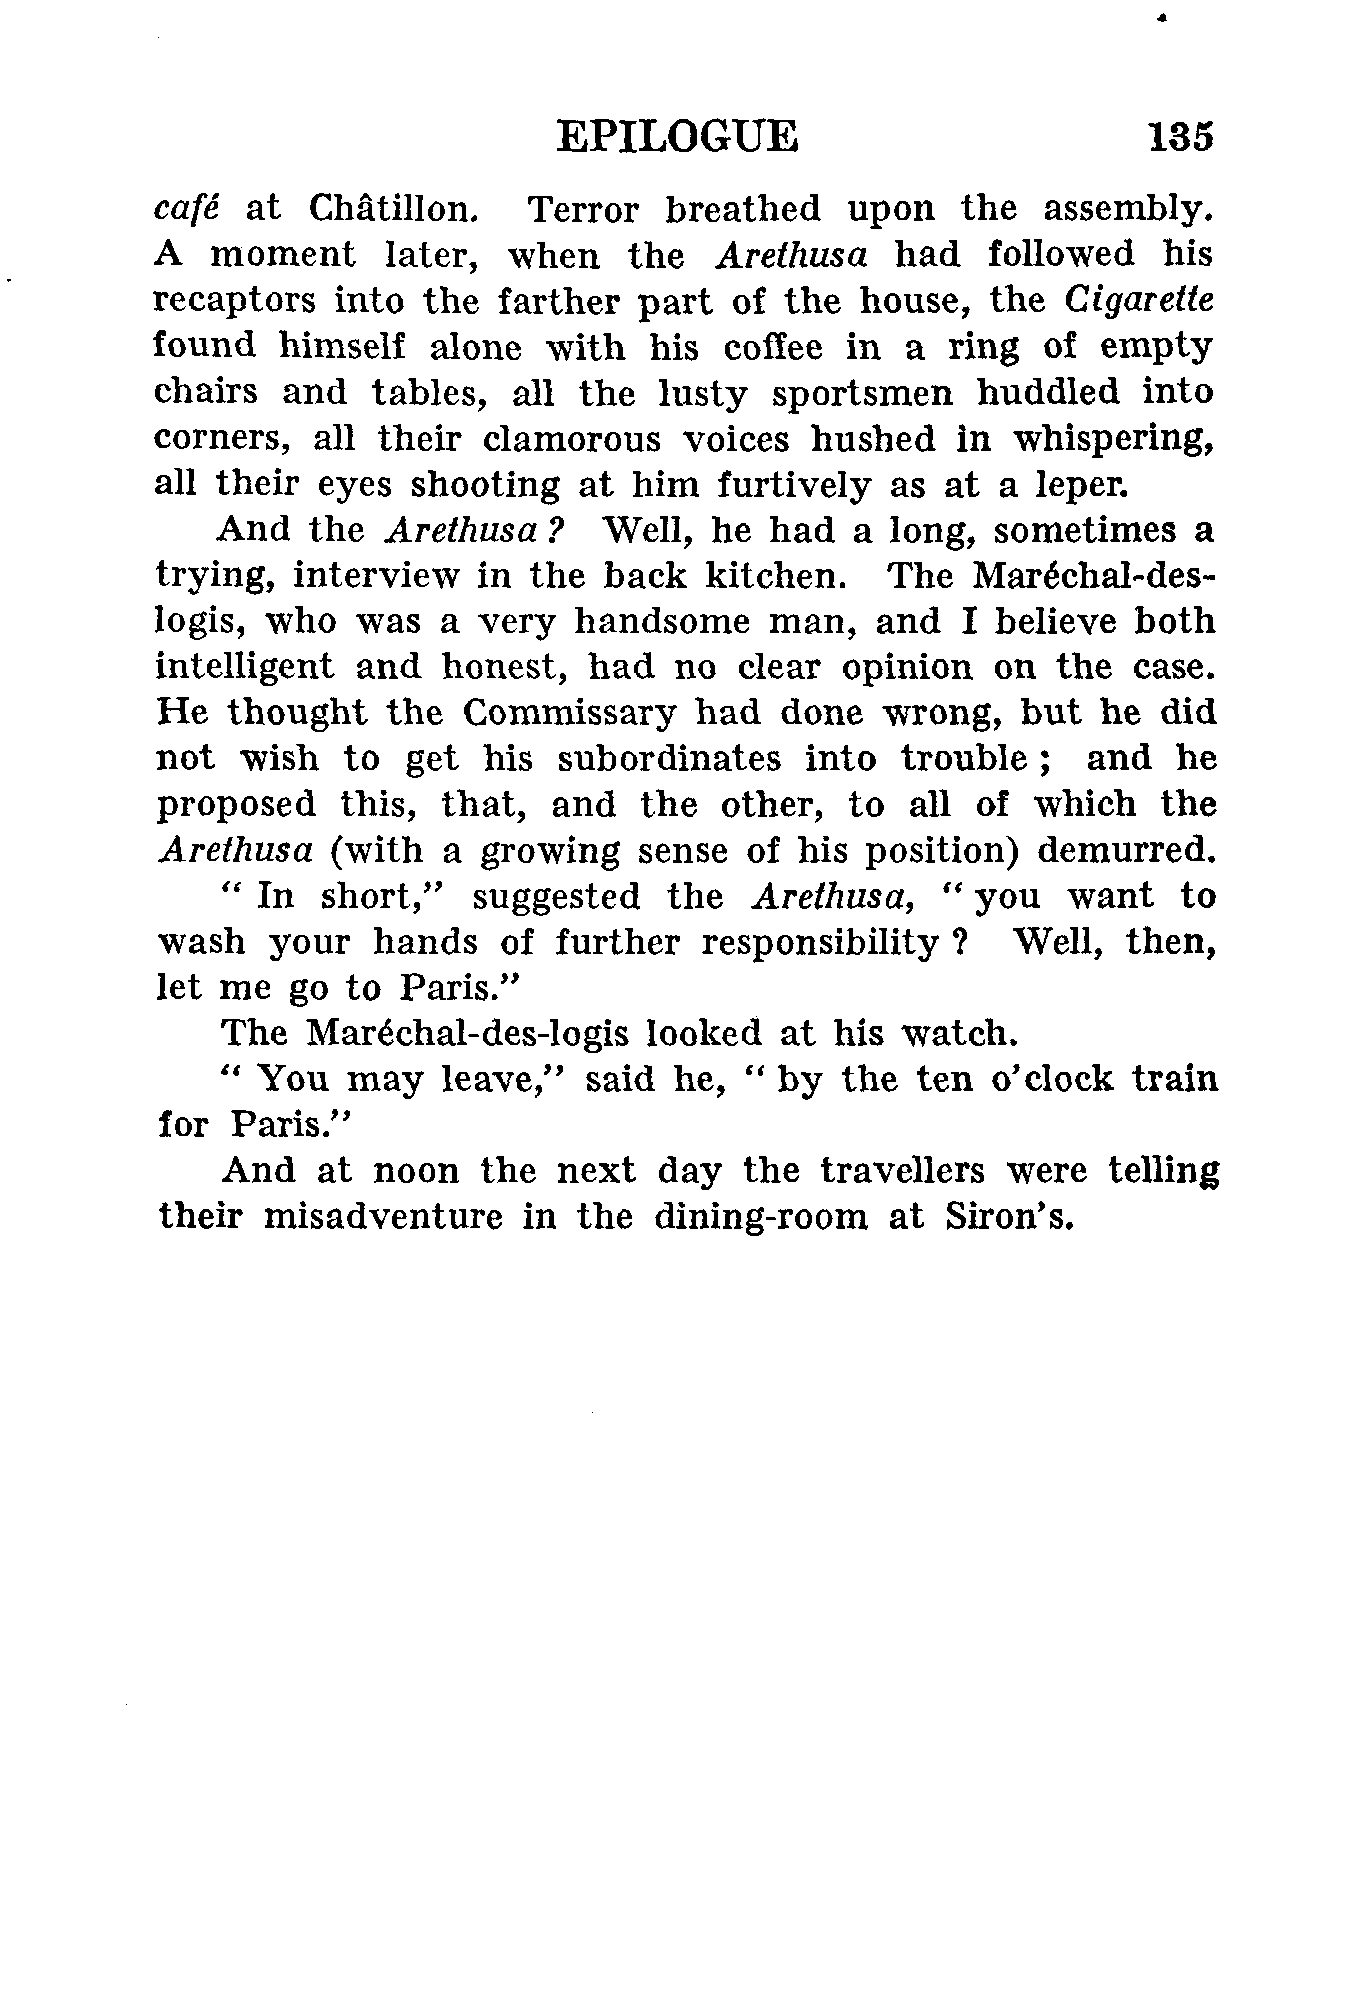 EPILOGUE 135
café at Châtillon. Terror breathed upon the assembly.
A moment later, when the Arethusa had followed his
recaptors into the farther part of the house, the Cigarette
found himself alone with his coffee in a ring of empty
chairs and tables, all the lusty sportsmen huddled into
corners, all their clamorous voices hushed in whispering,
all their eyes shooting at him furtively as at a leper.
And the Arethusa ? Well, he had a long, sometimes a
trying, interview in the back kitchen. The Maréchal-des-
logis, who was a very handsome man, and I believe both
intelligent and honest, had no clear opinion on the case.
He thought the Commissary had done wrong, but he did
not wish to get his subordinates into trouble ; and he
proposed this, that, and the other, to all of which the
Arethusa (with a growing sense of his position) demurred.
“ In short,” suggested the Arethusa, “ you want to
wash your hands of further responsibility ? Well, then,
let me go to Paris.”
The Maréchal-des-logis looked at his watch.
“ You may leave,” said he, “ by the ten o’clock train
for Paris.”
And at noon the next day the travellers were telling
their misadventure in the dining-room at Siron’s.